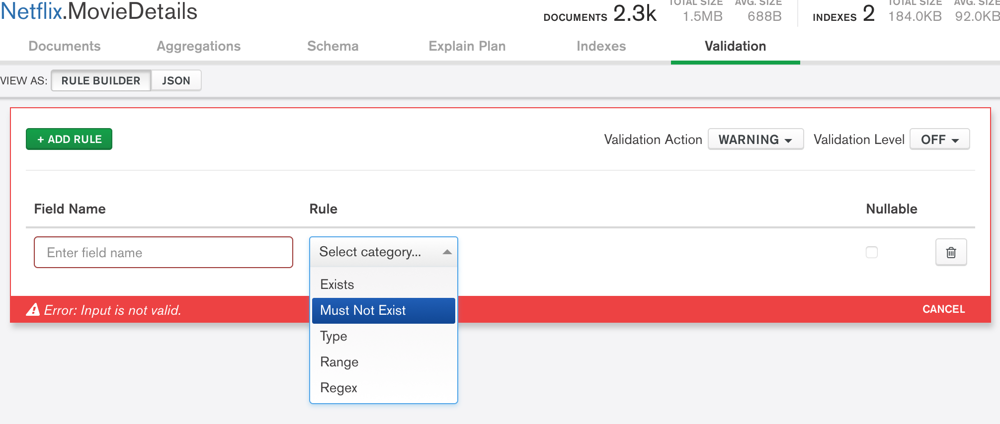 Netflix.MovieDetails
DOCUMENTS 2.3k TOTAL SIZE 1.5MB AVG. SIZE 688B INDEXES 2 TOTAL SIZE 184.0KB AVG. SIZE 92.0KB
Documents Aggregations Schema Explain Plan Indexes Validation
VIEW AS: RULE BUILDER JSON
+ ADD RULE Validation Action WARNING Validation Level OFF
Field Name Rule Nullable
Enter field name Select category...
Exists
Error: Input is not valid. Must Not Exist CANCEL
Type
Range
Regex